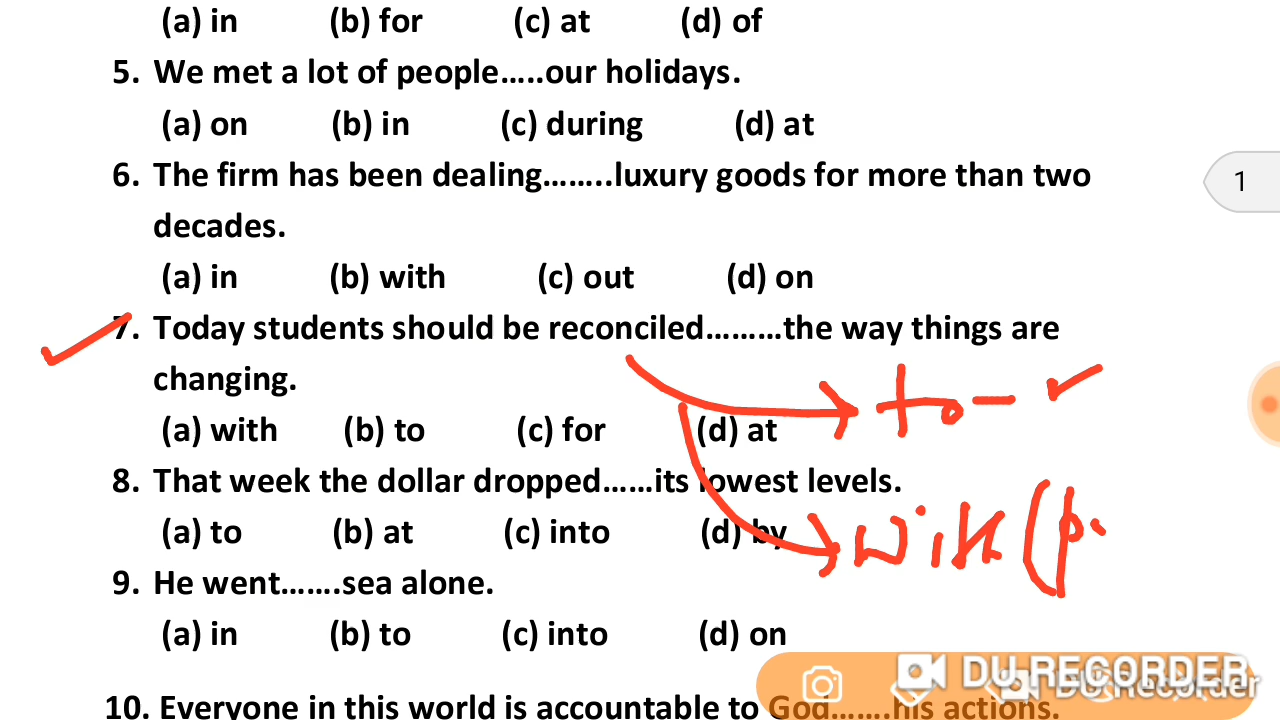 (a) in (b) for (c) at (d) of
5. We met a lot of people.....our holidays.
(a) on (b) in (c) during (d) at
6. The firm has been dealing........luxury goods for more than two
decades.
1
(a) in (b) with (c) out (d) on
7. Today students should be reconciled.........the way things are
changing.
to -
(a) with (b) to (c) for (d) at
8. That week the dollar dropped......its lowest levels.
(a) to (b) at (c) into (d) by
with (
9. He went.......sea alone.
(a) in (b) to (c) into (d) on
DU RECORDER
Du Recorder
10. Everyone in this world is accountable to God.......his actions.